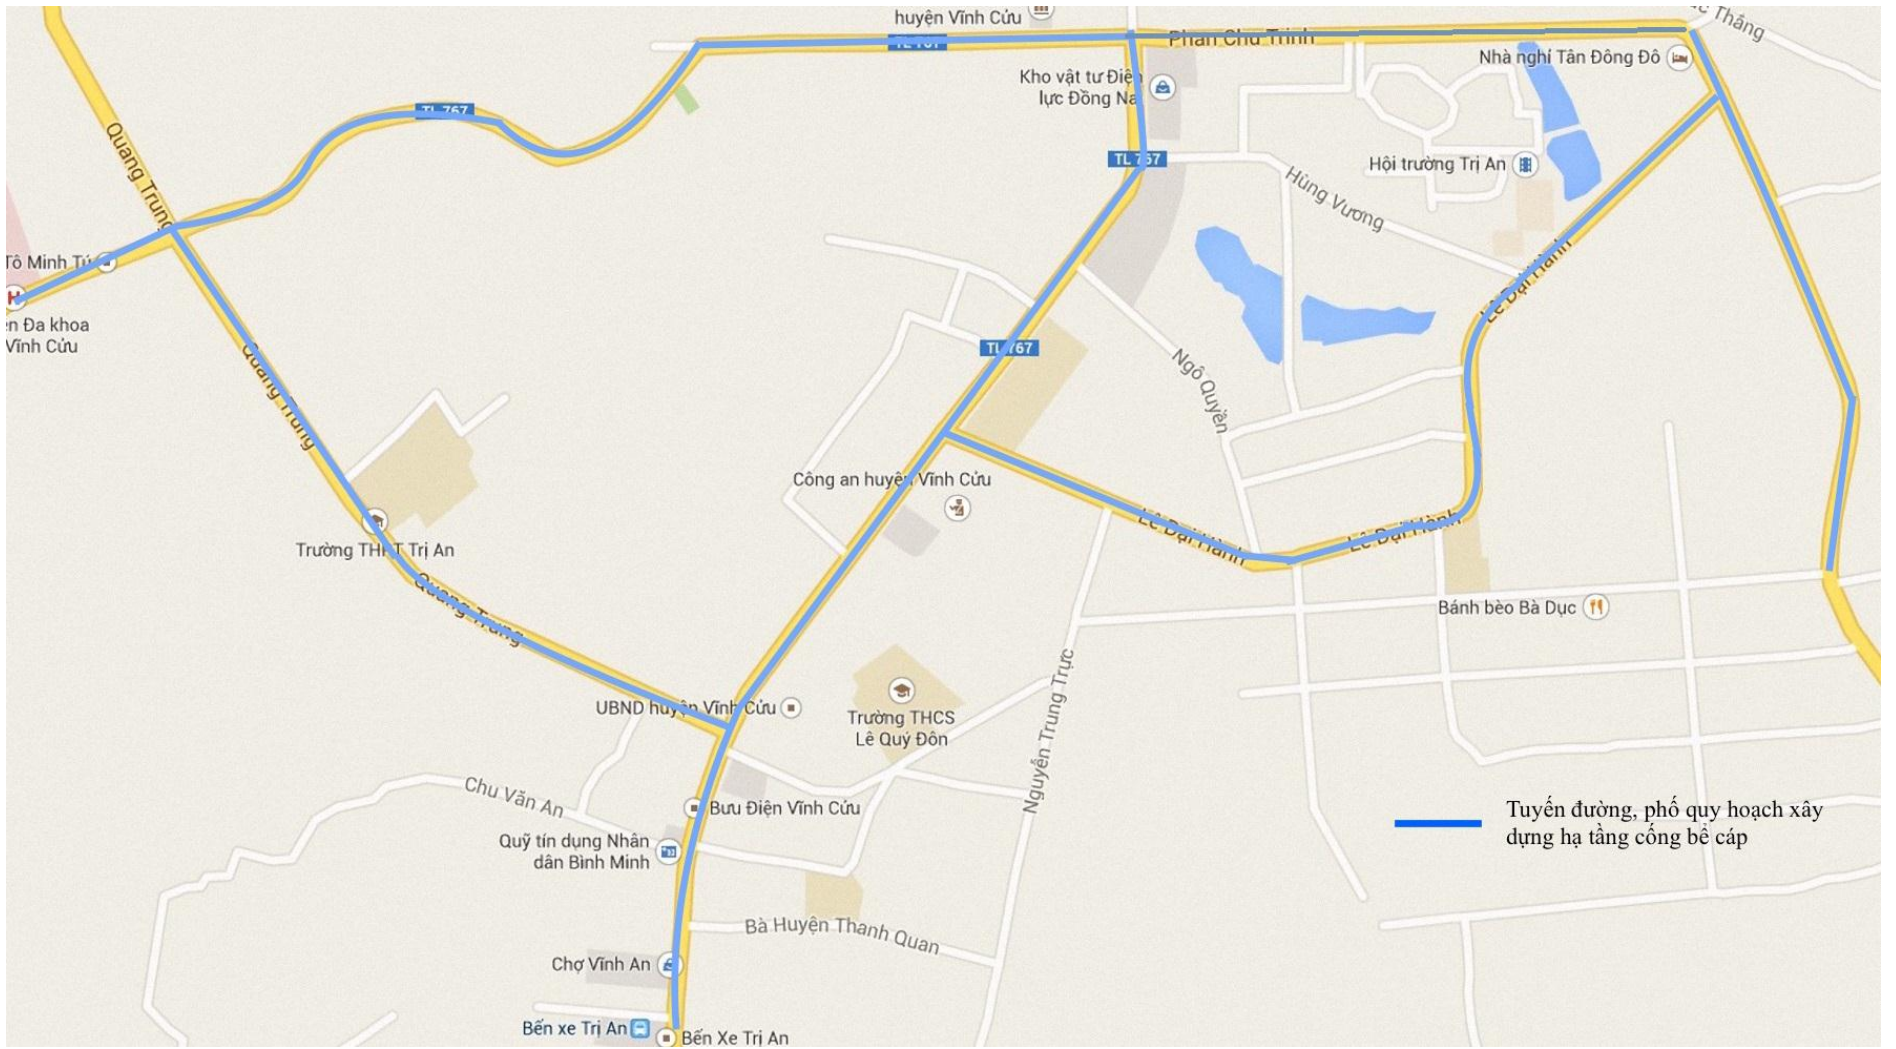 huyện Vĩnh Cửu
Thắng
TL 767
Phan Chu Trinh
Nhà nghỉ Tân Đông Đô
Kho vật tư Điện
lực Đồng Nai
TL 767
Quang Trung
TL 767
Hội trường Trị An
Hùng Vương
Tô Minh Tú
H
Đa khoa
Vĩnh Cửu
Lê Đại Hành
TL 767
Quang Trung
Ngô Quyền
Công an huyện Vĩnh Cửu
Lê Đại Hành
Lê Đại Hành
Trường THPT Trị An
Quang Trung
Bánh bèo Bà Dục
UBND huyện Vĩnh Cửu
Trường THCS
Lê Quý Đôn
Nguyễn Trung Trực
Chu Văn An
Bưu Điện Vĩnh Cửu
Tuyến đường, phố quy hoạch xây
dựng hạ tầng cống bể cáp
Quỹ tín dụng Nhân
dân Bình Minh
Bà Huyện Thanh Quan
Chợ Vĩnh An
Bến xe Trị An
Bến Xe Trị An